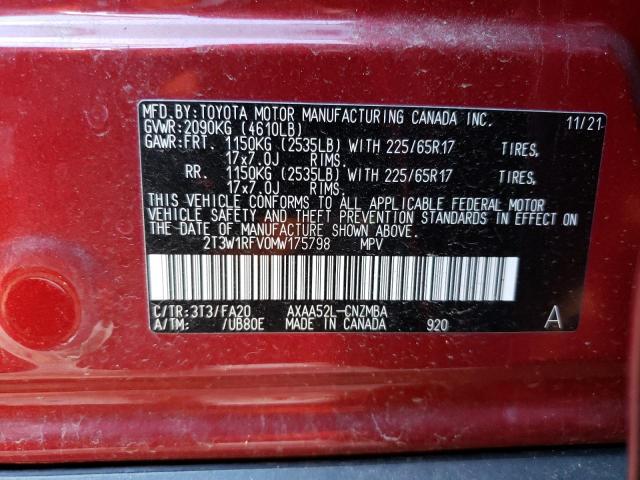 MFD.BY:TOYOTA MOTOR MANUFACTURING CANADA INC. 11/21
GVWR:2090KG (4610LB)
GAWR:FRT. 1150KG (2535LB) WITH 225/65R17 TIRES,
17x7.0J RIMS.
RR. 1150KG (2535LB) WITH 225/65R17 TIRES,
17x7.0J RIMS.
THIS VEHICLE CONFORMS TO ALL APPLICABLE FEDERAL MOTOR
VEHICLE SAFETY AND THEFT PREVENTION STANDARDS IN EFFECT ON
THE DATE OF MANUFACTURE SHOWN ABOVE.
2T3W1RFV0MW175798 MPV
C/TR:3T3/FA20 AXAA52L-CNZMBA
A/TM: /UB80E MADE IN CANADA 920 A